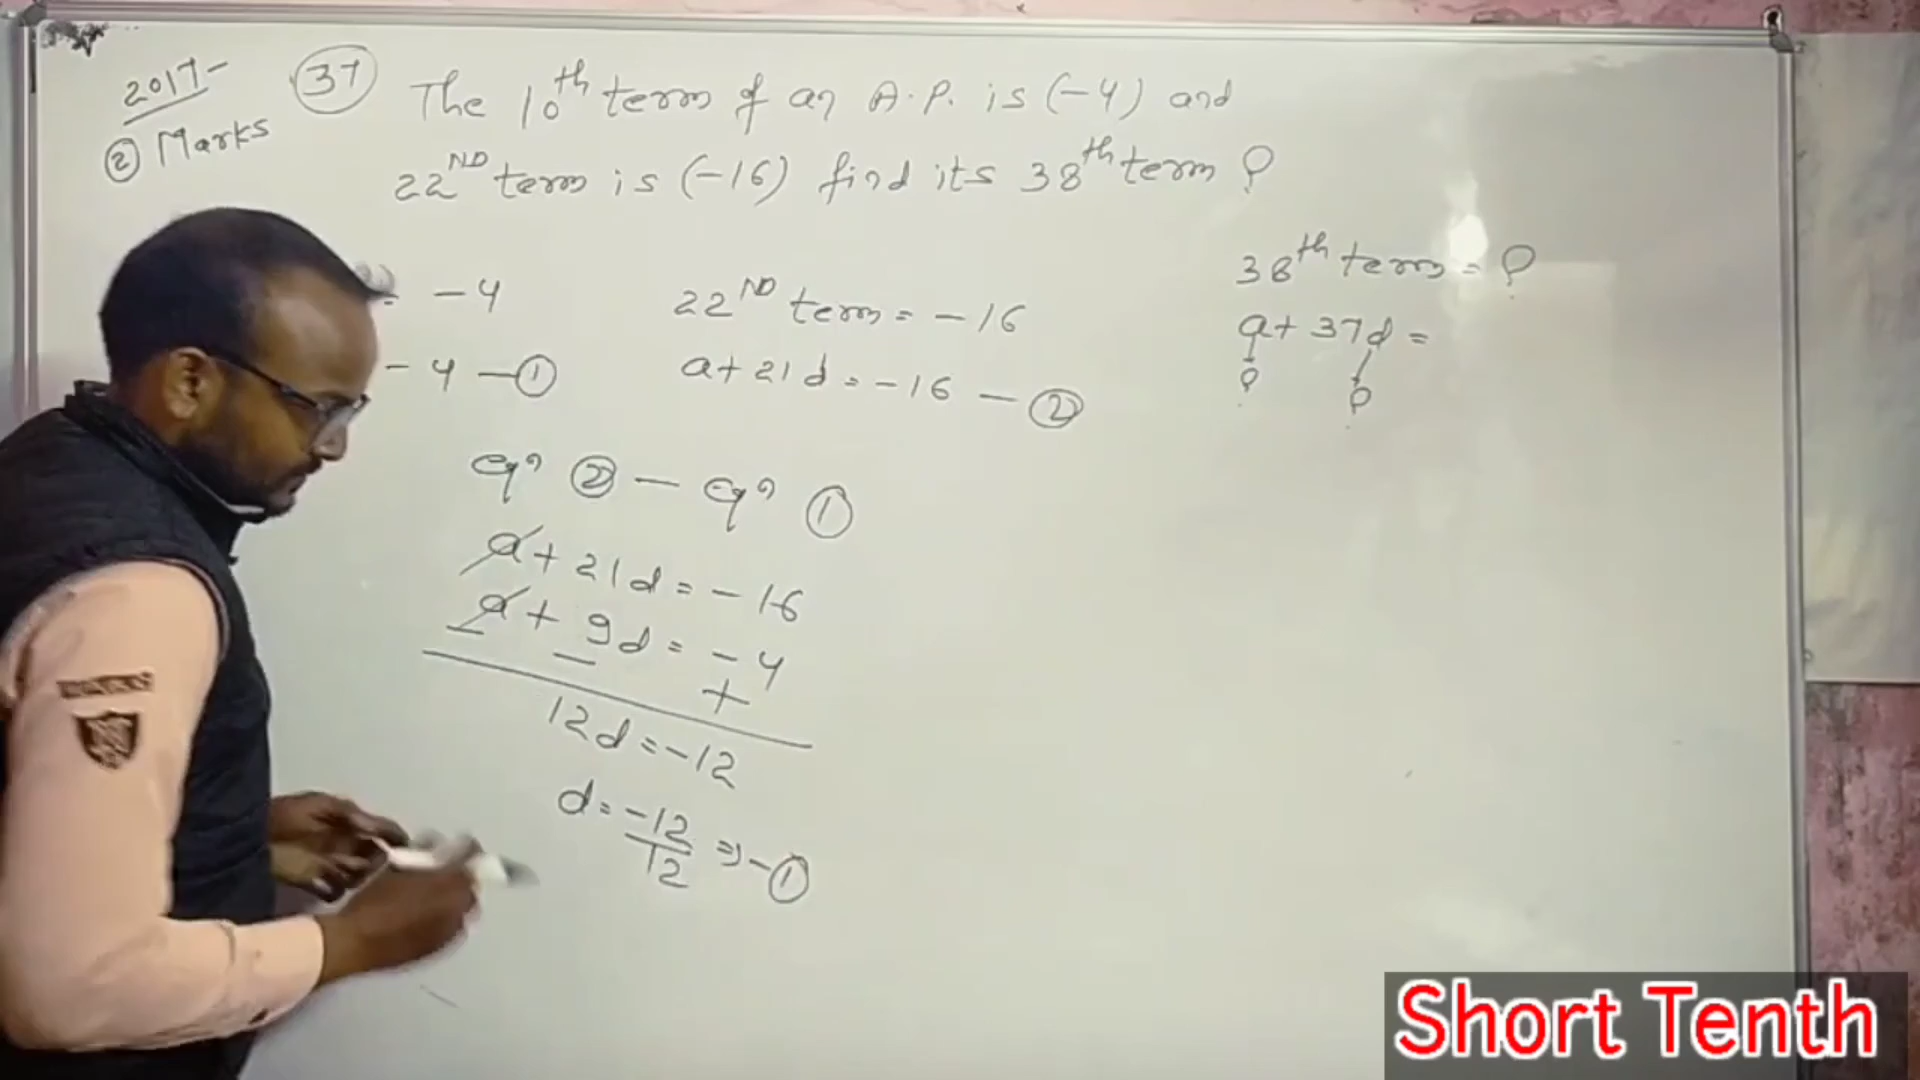 2017-
② Marks
37 The 10th term of an A.P. is (-4) and
22ND term is (-16) find its 38th term ?
= -4
- 4 — ①
22ND term = -16
a + 21d = -16 — ②
38th term = ?
a + 37d =
? ?
eqn ② — eqn ①
a + 21d = -16
a + 9d = -4
- - +
12d = -12
d = -12/12 => -①
Short Tenth